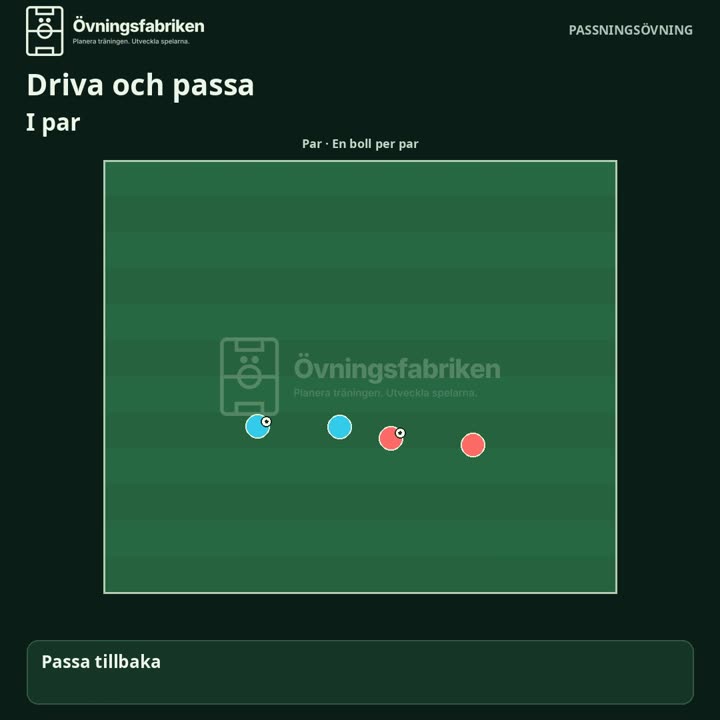 Övningsfabriken
Planera träningen. Utveckla spelarna.
PASSNINGSÖVNING
Driva och passa
I par
Par · En boll per par
Övningsfabriken
Planera träningen. Utveckla spelarna.
Passa tillbaka